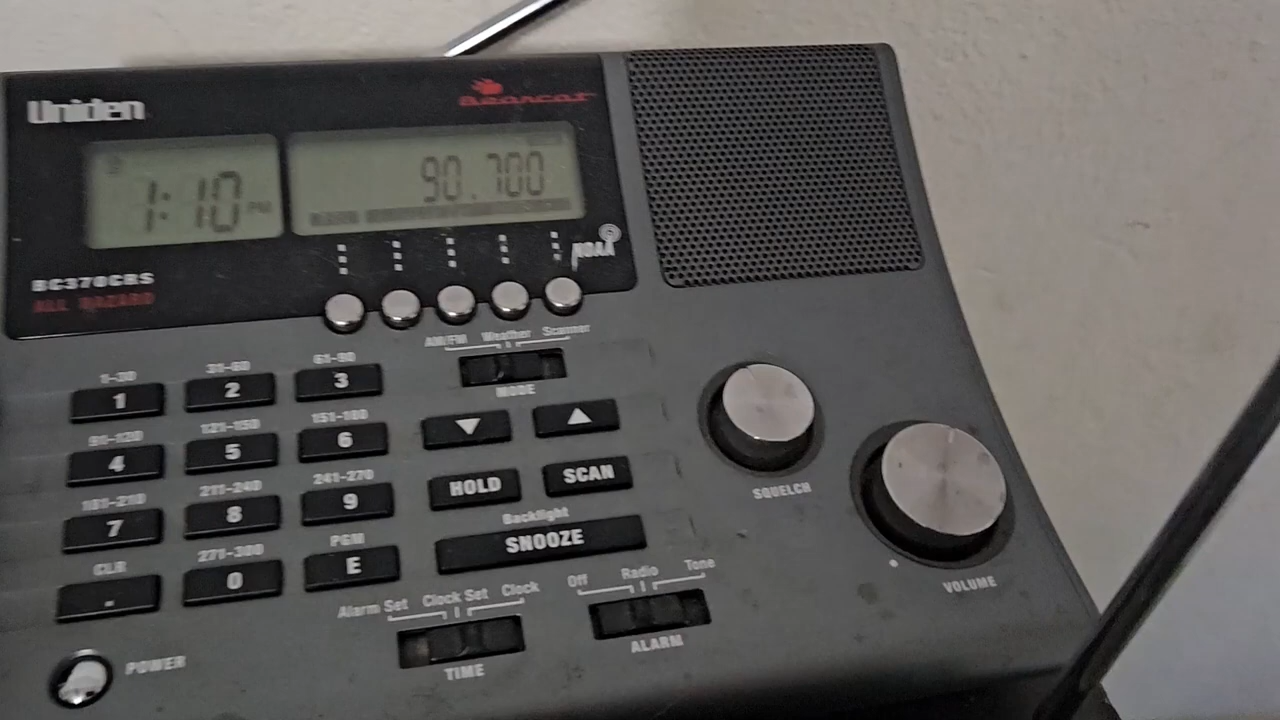 Uniden
Bearcat
1:10 PM
90.700
NOAA
BC370CRS
ALL HAZARD
AM/FM Weather Scanner
MODE
1-30 31-60 61-90
1 2 3
91-120 121-150 151-180
4 5 6
181-210 211-240 241-270
7 8 9
CLR 271-300 PGM
. 0 E
▼ ▲
HOLD SCAN
Backlight
SNOOZE
Alarm Set Clock Set Clock
TIME
Off Radio Tone
ALARM
SQUELCH
VOLUME
POWER